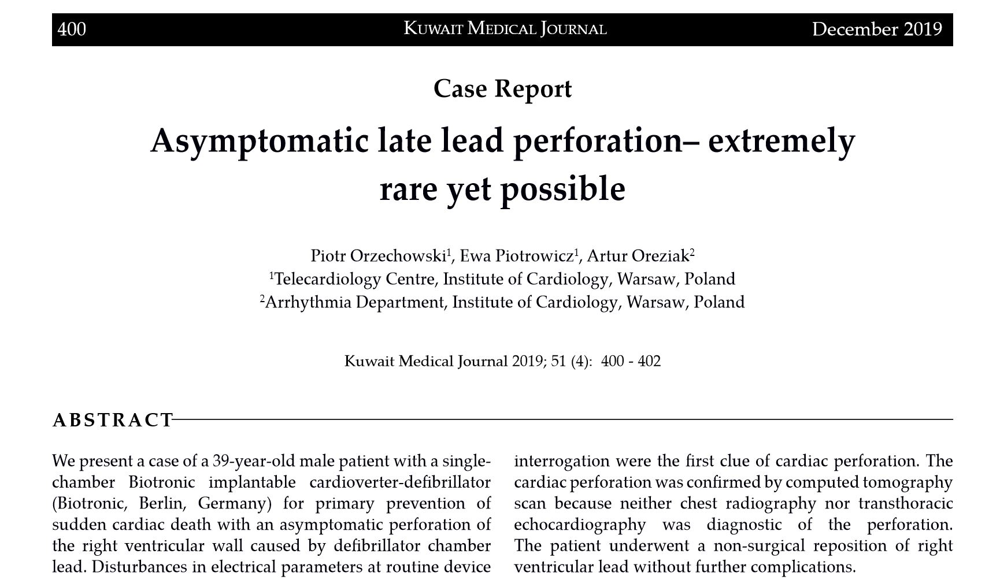 400 KUWAIT MEDICAL JOURNAL December 2019
Case Report
Asymptomatic late lead perforation– extremely
rare yet possible
Piotr Orzechowski¹, Ewa Piotrowicz¹, Artur Oreziak²
¹Telecardiology Centre, Institute of Cardiology, Warsaw, Poland
²Arrhythmia Department, Institute of Cardiology, Warsaw, Poland
Kuwait Medical Journal 2019; 51 (4): 400 - 402
ABSTRACT
We present a case of a 39-year-old male patient with a single-
chamber Biotronic implantable cardioverter-defibrillator
(Biotronic, Berlin, Germany) for primary prevention of
sudden cardiac death with an asymptomatic perforation of
the right ventricular wall caused by defibrillator chamber
lead. Disturbances in electrical parameters at routine device
interrogation were the first clue of cardiac perforation. The
cardiac perforation was confirmed by computed tomography
scan because neither chest radiography nor transthoracic
echocardiography was diagnostic of the perforation.
The patient underwent a non-surgical reposition of right
ventricular lead without further complications.